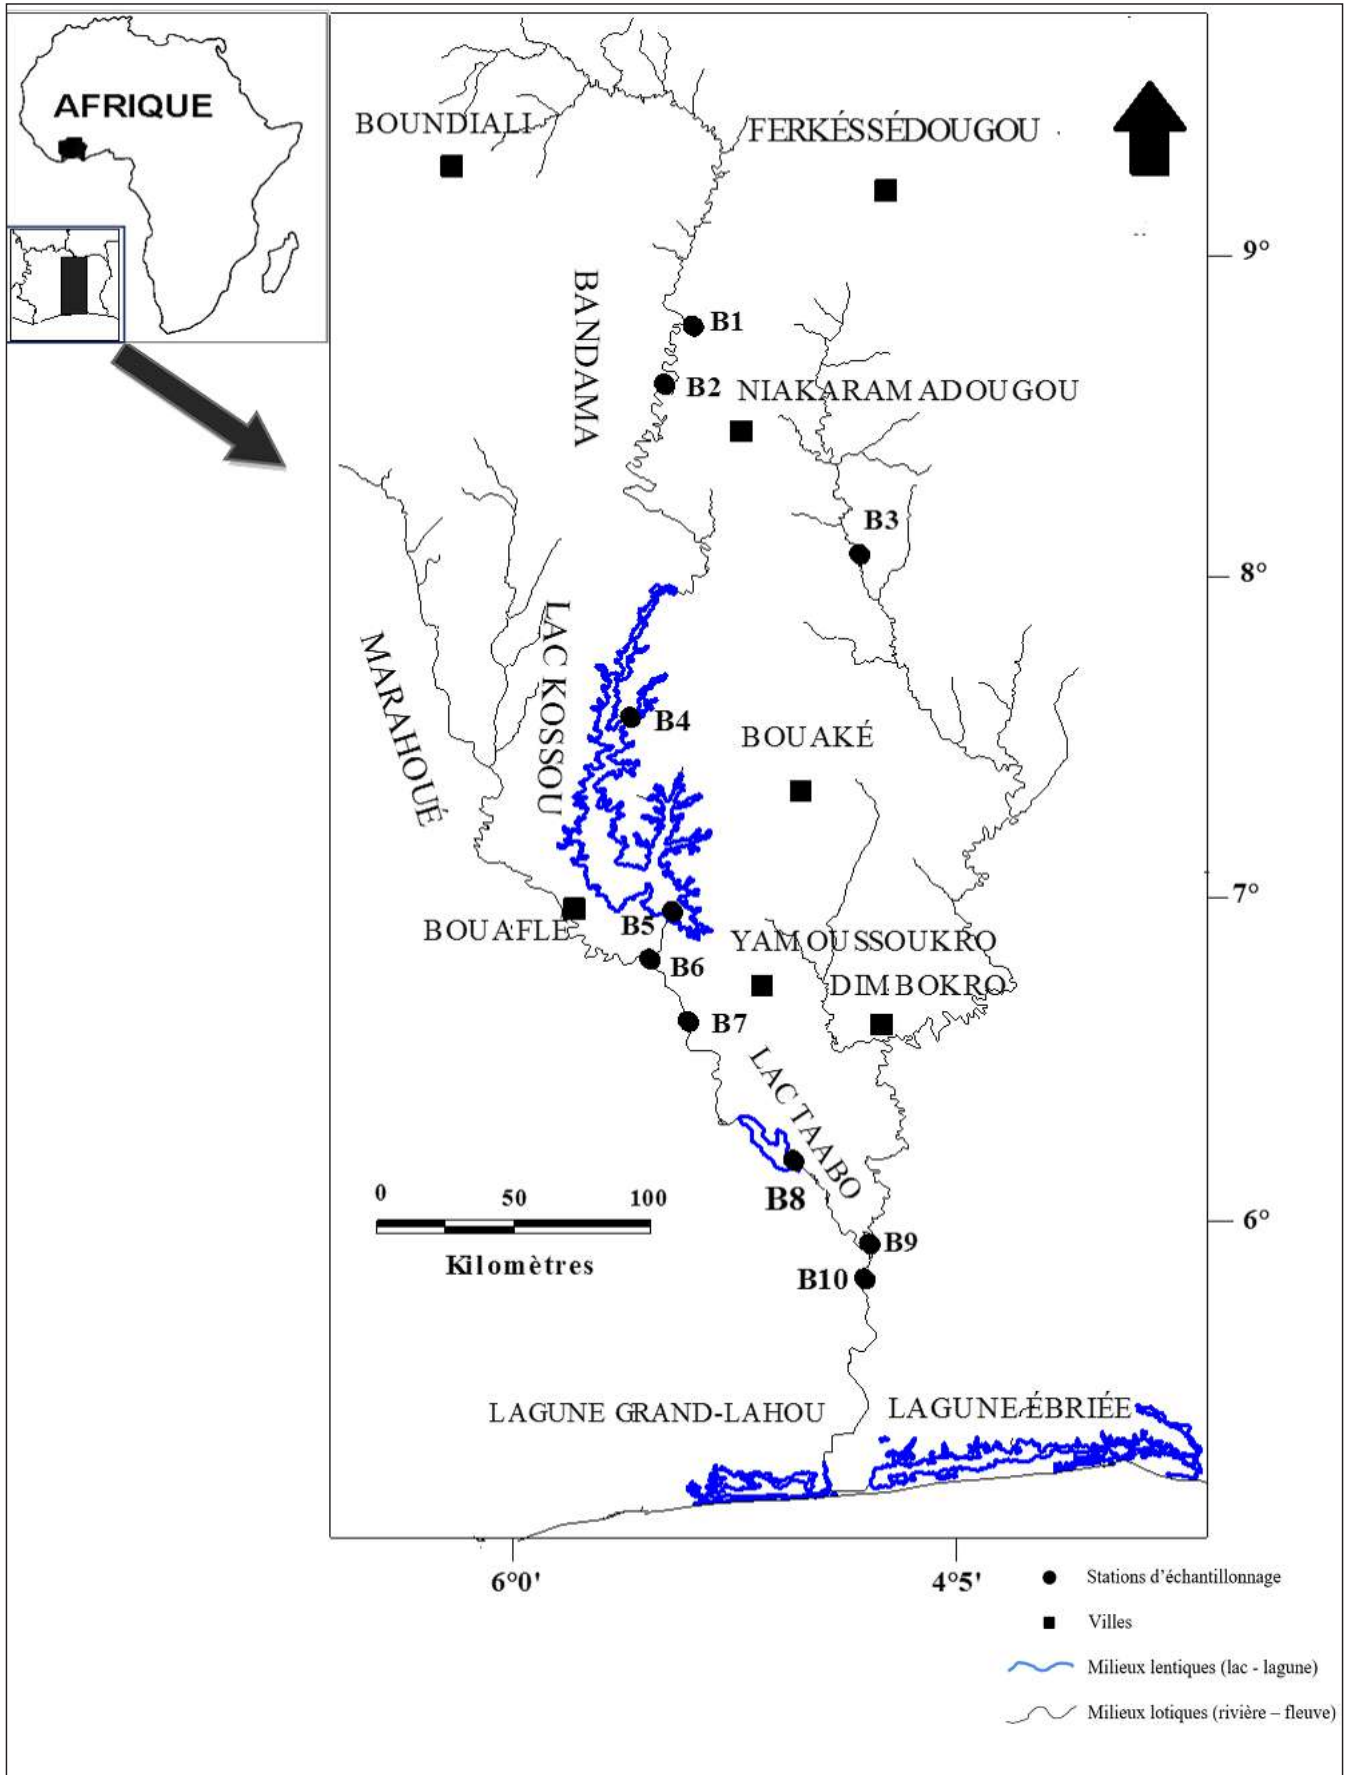 AFRIQUE
BOUNDIALI
FERKÉSSÉDOUGOU
9°
BANDAMA
B1
B2
NIAKARAMADOUGOU
B3
8°
MARAHOUÉ
LAC KOSSOU
B4
BOUAKÉ
7°
BOUAFLE
B5
YAMOUSSOUKRO
B6
DIMBOKRO
B7
LAC TAABO
B8
0 50 100
Kilomètres
6°
B9
B10
LAGUNE GRAND-LAHOU
LAGUNE ÉBRIÉE
6°0'
4°5'
Stations d'échantillonnage
Villes
Milieux lentiques (lac - lagune)
Milieux lotiques (rivière – fleuve)